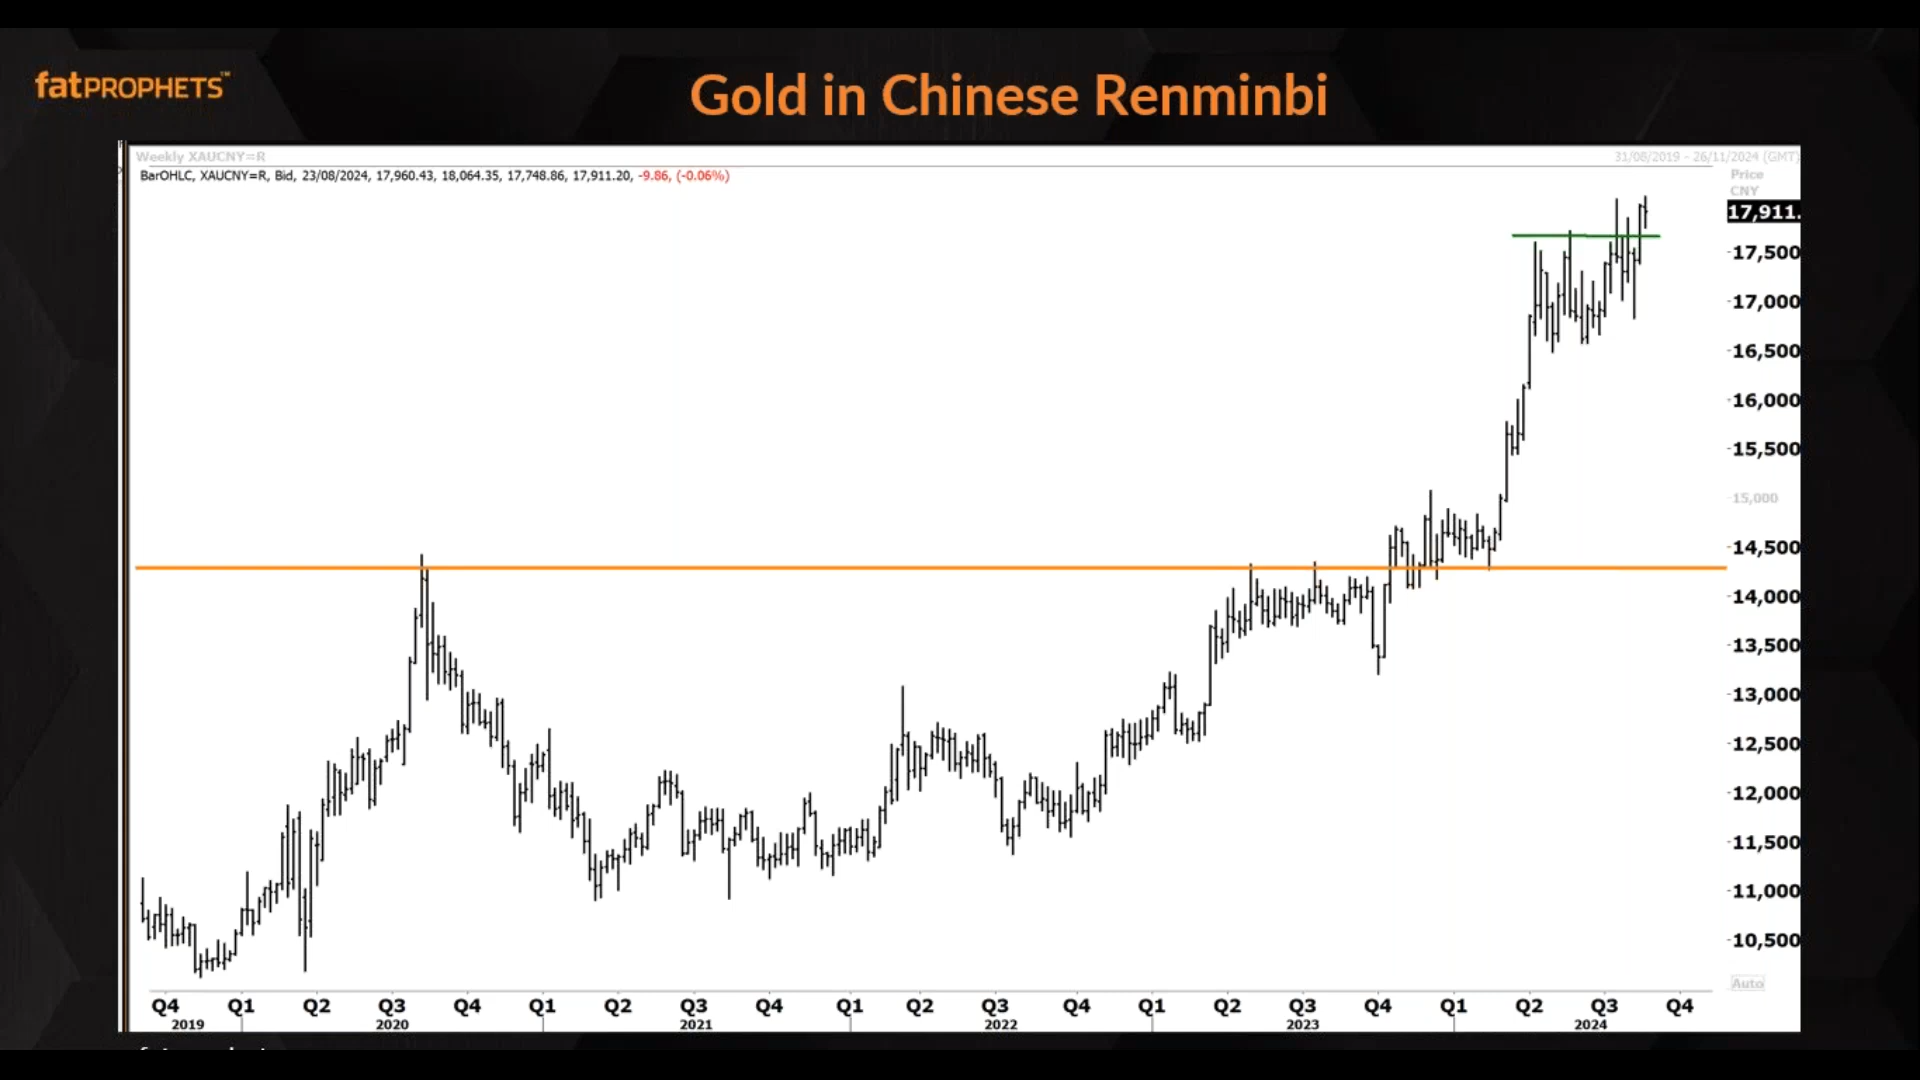 fatPROPHETS™
Gold in Chinese Renminbi
Weekly XAUCNY=R
31/08/2019 - 26/11/2024 (GMT)
BarOHLC, XAUCNY=R, Bid, 23/08/2024, 17,960.43, 18,064.35, 17,748.86, 17,911.20, -9.86, (-0.06%)
Price
CNY
17,911.
17,500
17,000
16,500
16,000
15,500
15,000
14,500
14,000
13,500
13,000
12,500
12,000
11,500
11,000
10,500
Auto
Q4 Q1 Q2 Q3 Q4 Q1 Q2 Q3 Q4 Q1 Q2 Q3 Q4 Q1 Q2 Q3 Q4 Q1 Q2 Q3 Q4
2019 2020 2021 2022 2023 2024